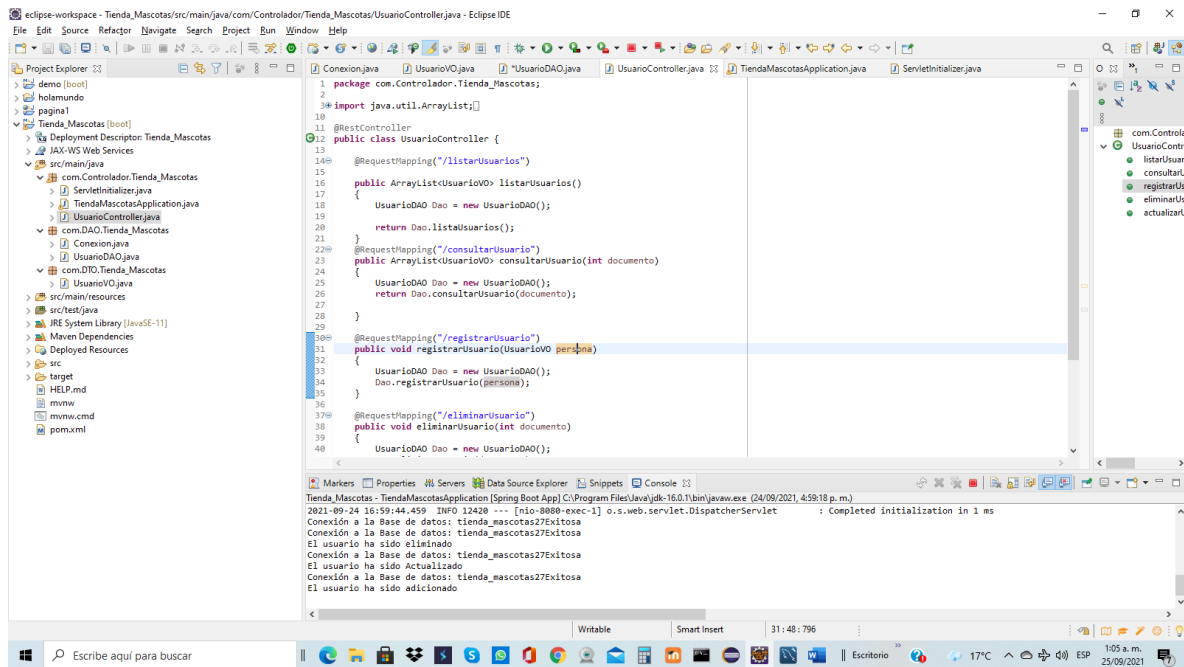 eclipse-workspace - Tienda_Mascotas/src/main/java/com/Controlador/Tienda_Mascotas/UsuarioController.java - Eclipse IDE
File Edit Source Refactor Navigate Search Project Run Window Help
Project Explorer
demo [boot]
holamundo
pagina1
Tienda_Mascotas [boot]
Deployment Descriptor: Tienda_Mascotas
JAX-WS Web Services
src/main/java
com.Controlador.Tienda_Mascotas
ServletInitializer.java
TiendaMascotasApplication.java
UsuarioController.java
com.DAO.Tienda_Mascotas
Conexion.java
UsuarioDAO.java
com.DTO.Tienda_Mascotas
UsuarioVO.java
src/main/resources
src/test/java
JRE System Library [JavaSE-11]
Maven Dependencies
Deployed Resources
src
target
HELP.md
mvnw
mvnw.cmd
pom.xml
Conexion.java UsuarioVO.java *UsuarioDAO.java UsuarioController.java TiendaMascotasApplication.java ServletInitializer.java
1 package com.Controlador.Tienda_Mascotas;
2
3 import java.util.ArrayList;
10
11 @RestController
12 public class UsuarioController {
13
14 @RequestMapping("/listarUsuarios")
15
16 public ArrayList<UsuarioVO> listarUsuarios()
17 {
18 UsuarioDAO Dao = new UsuarioDAO();
19
20 return Dao.listaUsuarios();
21 }
22 @RequestMapping("/consultarUsuario")
23 public ArrayList<UsuarioVO> consultarUsuario(int documento)
24 {
25 UsuarioDAO Dao = new UsuarioDAO();
26 return Dao.consultarUsuario(documento);
27
28 }
29
30 @RequestMapping("/registrarUsuario")
31 public void registrarUsuario(UsuarioVO persona)
32 {
33 UsuarioDAO Dao = new UsuarioDAO();
34 Dao.registrarUsuario(persona);
35 }
36
37 @RequestMapping("/eliminarUsuario")
38 public void eliminarUsuario(int documento)
39 {
40 UsuarioDAO Dao = new UsuarioDAO();
com.Controla
UsuarioContr
listarUsuar
consultarU
registrarUs
eliminarUs
actualizarU
Markers Properties Servers Data Source Explorer Snippets Console
Tienda_Mascotas - TiendaMascotasApplication [Spring Boot App] C:\Program Files\Java\jdk-16.0.1\bin\javaw.exe (24/09/2021, 4:59:18 p. m.)
2021-09-24 16:59:44.459 INFO 12420 --- [nio-8080-exec-1] o.s.web.servlet.DispatcherServlet : Completed initialization in 1 ms
Conexión a la Base de datos: tienda_mascotas27Exitosa
Conexión a la Base de datos: tienda_mascotas27Exitosa
El usuario ha sido eliminado
Conexión a la Base de datos: tienda_mascotas27Exitosa
El usuario ha sido Actualizado
Conexión a la Base de datos: tienda_mascotas27Exitosa
El usuario ha sido adicionado
Writable Smart Insert 31 : 48 : 796
Escribe aquí para buscar
Escritorio 17°C ESP 1:05 a. m.
25/09/2021